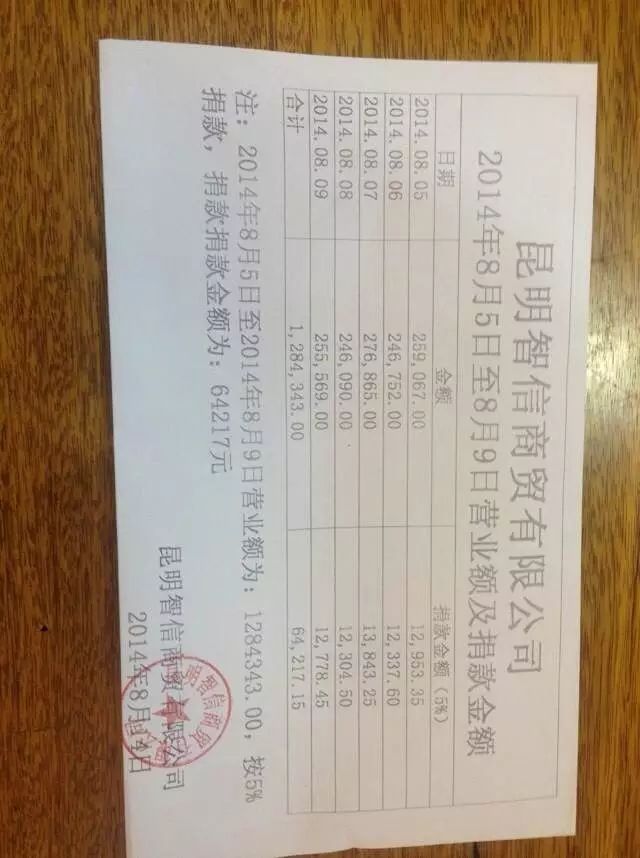 昆明智信商贸有限公司
2014年8月5日至8月9日营业额及捐款金额
日期 金额 捐款金额（5%）
2014.08.05 259,067.00 12,953.35
2014.08.06 246,752.00 12,337.60
2014.08.07 276,865.00 13,843.25
2014.08.08 246,090.00 12,304.50
2014.08.09 255,569.00 12,778.45
合计 1,284,343.00 64,217.15
注：2014年8月5日至2014年8月9日营业额为：1284343.00，按5%
捐款，捐款捐款金额为：64217元
昆明智信商贸有限公司
2014年8月14日
明智信商贸